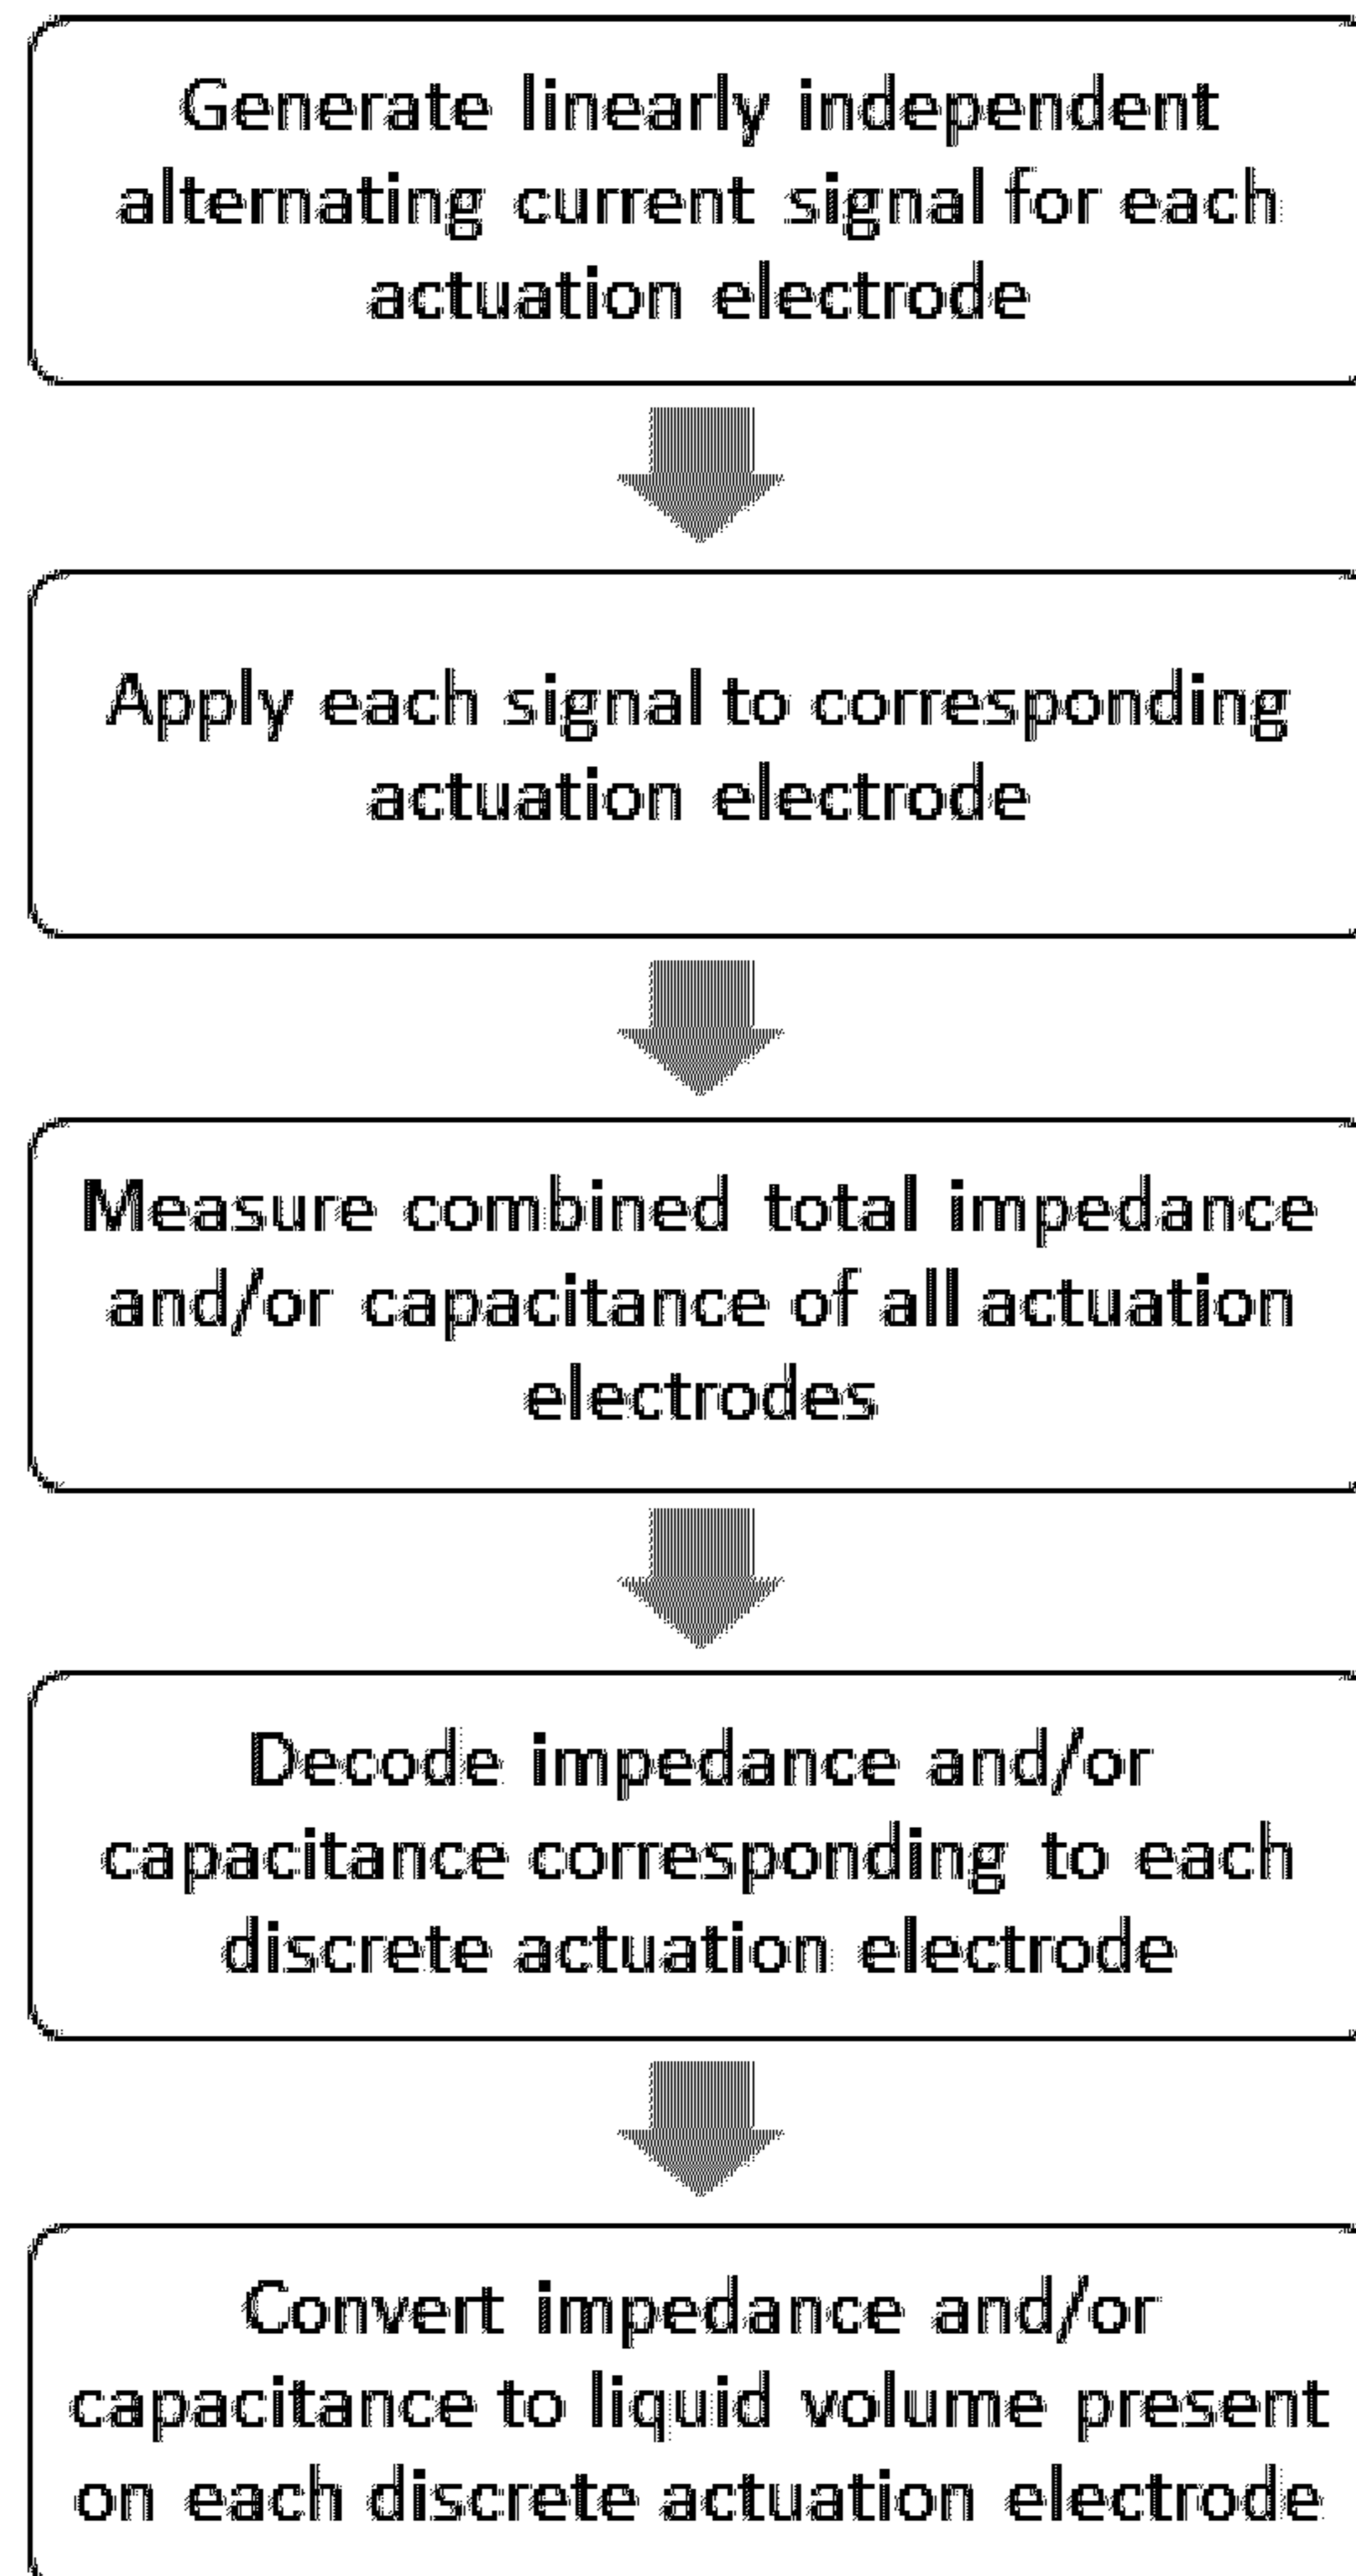 Generate linearly independent
alternating current signal for each
actuation electrode
Apply each signal to corresponding
actuation electrode
Measure combined total impedance
and/or capacitance of all actuation
electrodes
Decode impedance and/or
capacitance corresponding to each
discrete actuation electrode
Convert impedance and/or
capacitance to liquid volume present
on each discrete actuation electrode